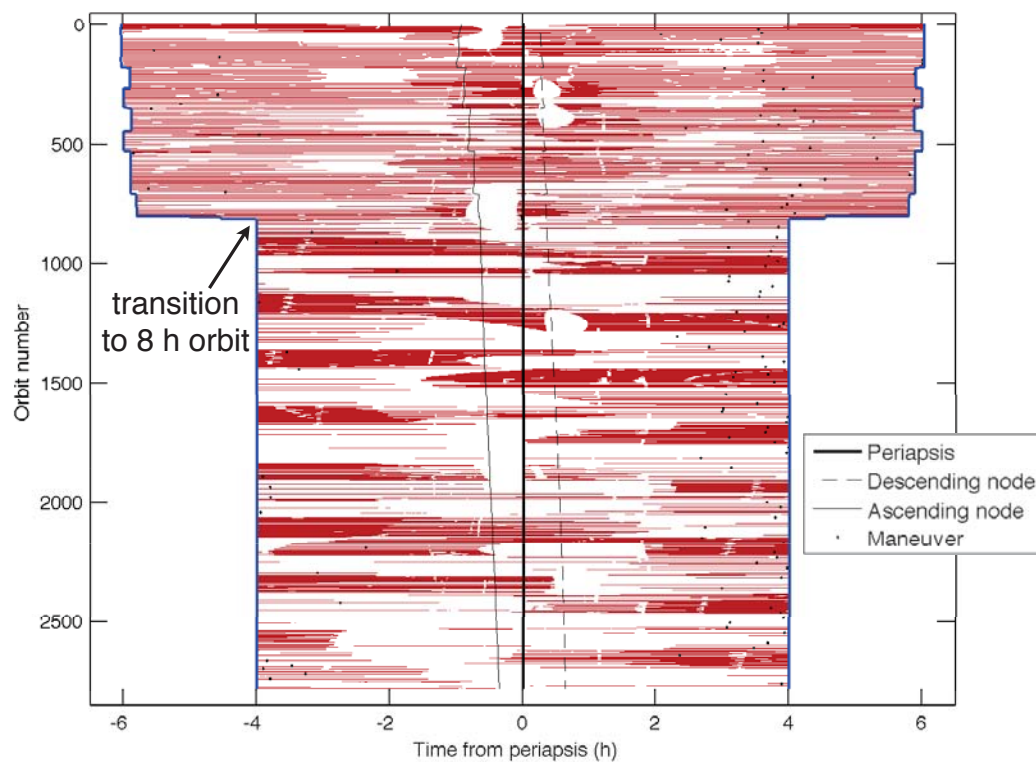 0
500
1000
1500
2000
2500
Orbit number
transition
to 8 h orbit
Periapsis
Descending node
Ascending node
Maneuver
-6
-4
-2
0
2
4
6
Time from periapsis (h)